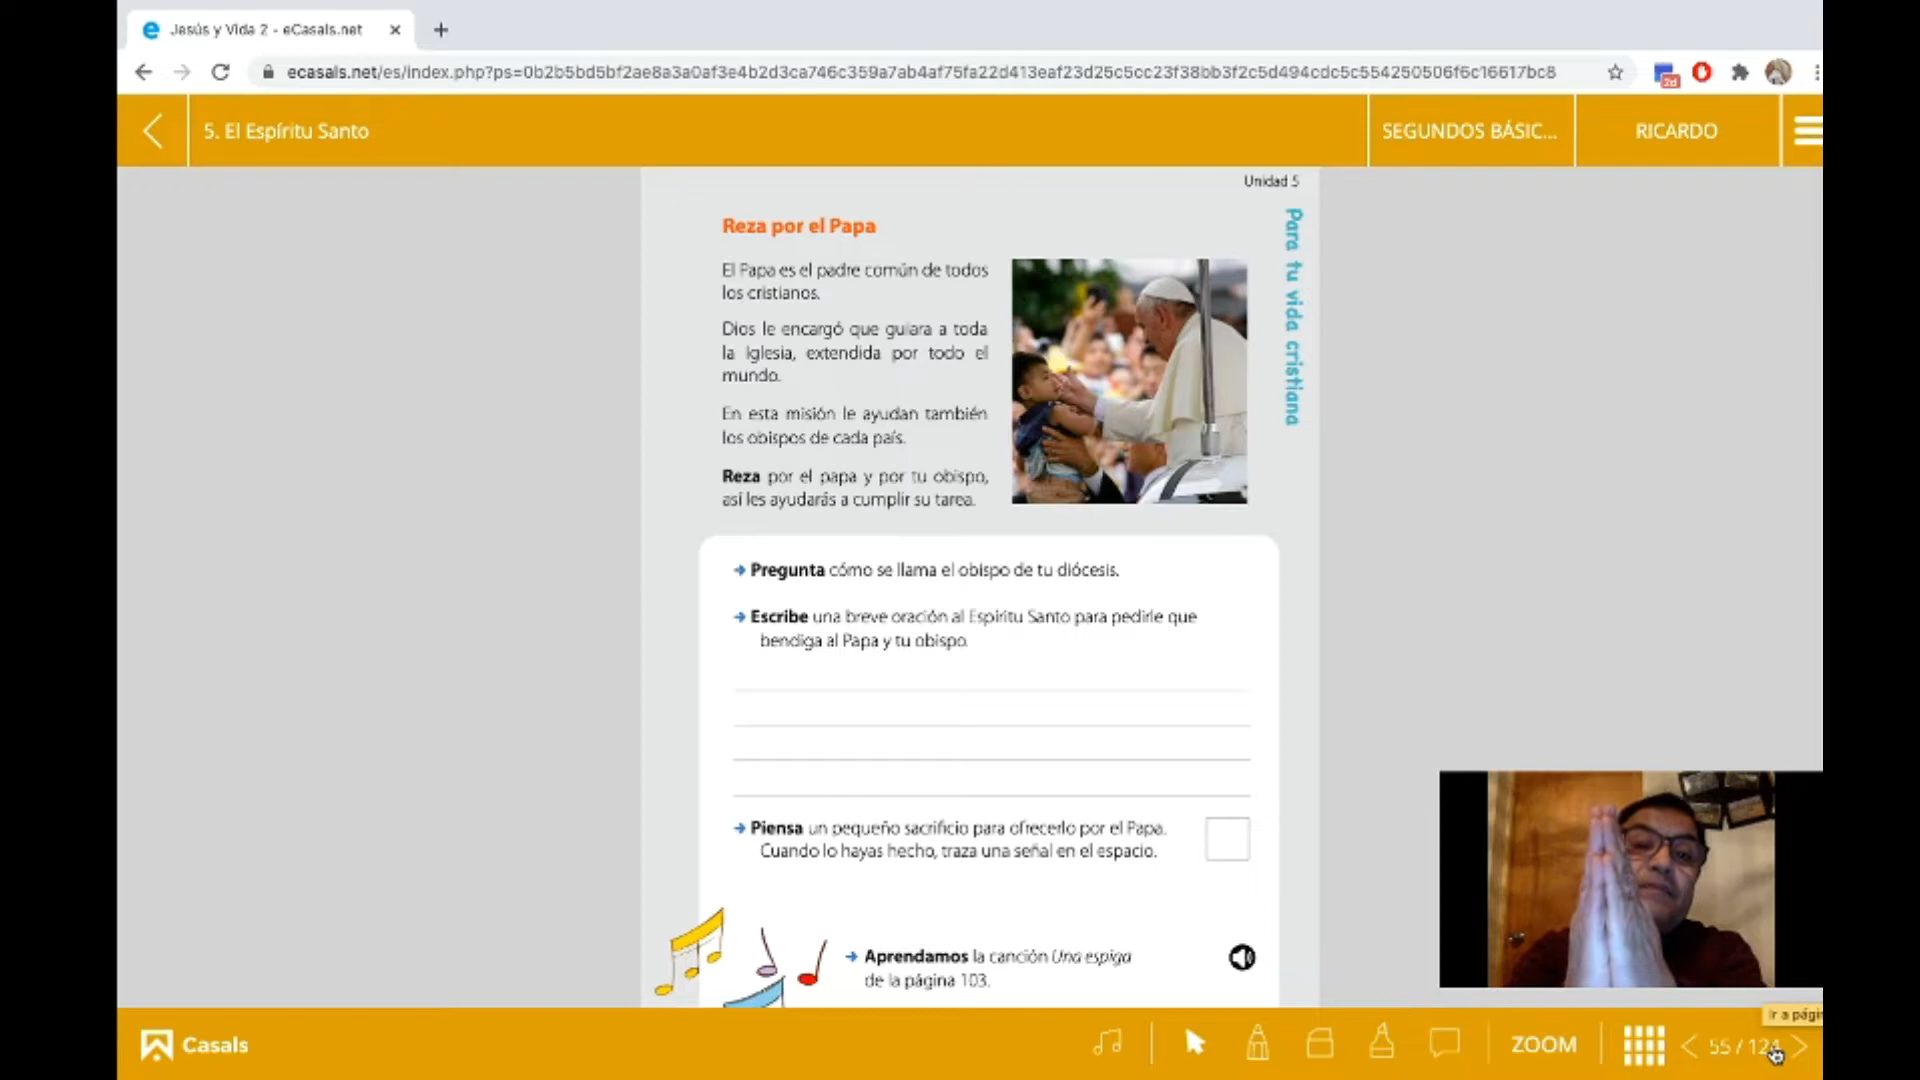 Jesús y Vida 2 - eCasals.net
ecasals.net/es/index.php?ps=0b2b5bd5bf2ae8a3a0af3e4b2d3ca746c359a7ab4af75fa22d413eaf23d25c5cc23f38bb3f2c5d494cdc5c554250506f6c16617bc8
2d
5. El Espíritu Santo
SEGUNDOS BÁSIC...
RICARDO
Unidad 5
Para tu vida cristiana
Reza por el Papa
El Papa es el padre común de todos
los cristianos.
Dios le encargó que guiara a toda
la Iglesia, extendida por todo el
mundo.
En esta misión le ayudan también
los obispos de cada país.
Reza por el papa y por tu obispo,
así les ayudarás a cumplir su tarea.
Pregunta cómo se llama el obispo de tu diócesis.
Escribe una breve oración al Espíritu Santo para pedirle que
bendiga al Papa y tu obispo.
Piensa un pequeño sacrificio para ofrecerlo por el Papa.
Cuando lo hayas hecho, traza una señal en el espacio.
Aprendamos la canción Una espiga
de la página 103.
Ir a pági
Casals
ZOOM
55 / 124